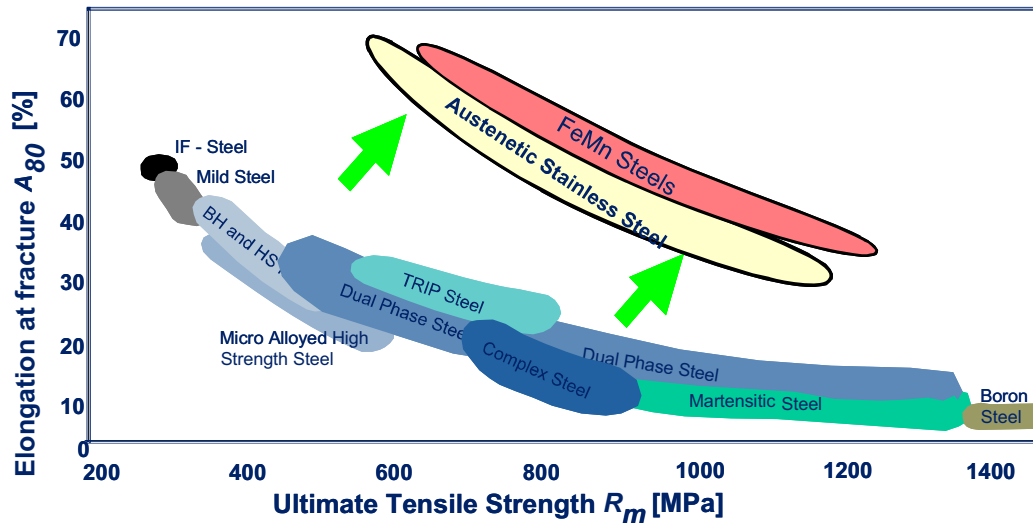 Elongation at fracture A80 [%]
70
60
50
40
30
20
10
0
IF - Steel
Mild Steel
BH and HS
Micro Alloyed High
Strength Steel
Dual Phase Steel
TRIP Steel
Complex Steel
Dual Phase Steel
Martensitic Steel
Boron
Steel
Austenetic Stainless Steel
FeMn Steels
200
400
600
800
1000
1200
1400
Ultimate Tensile Strength Rm [MPa]